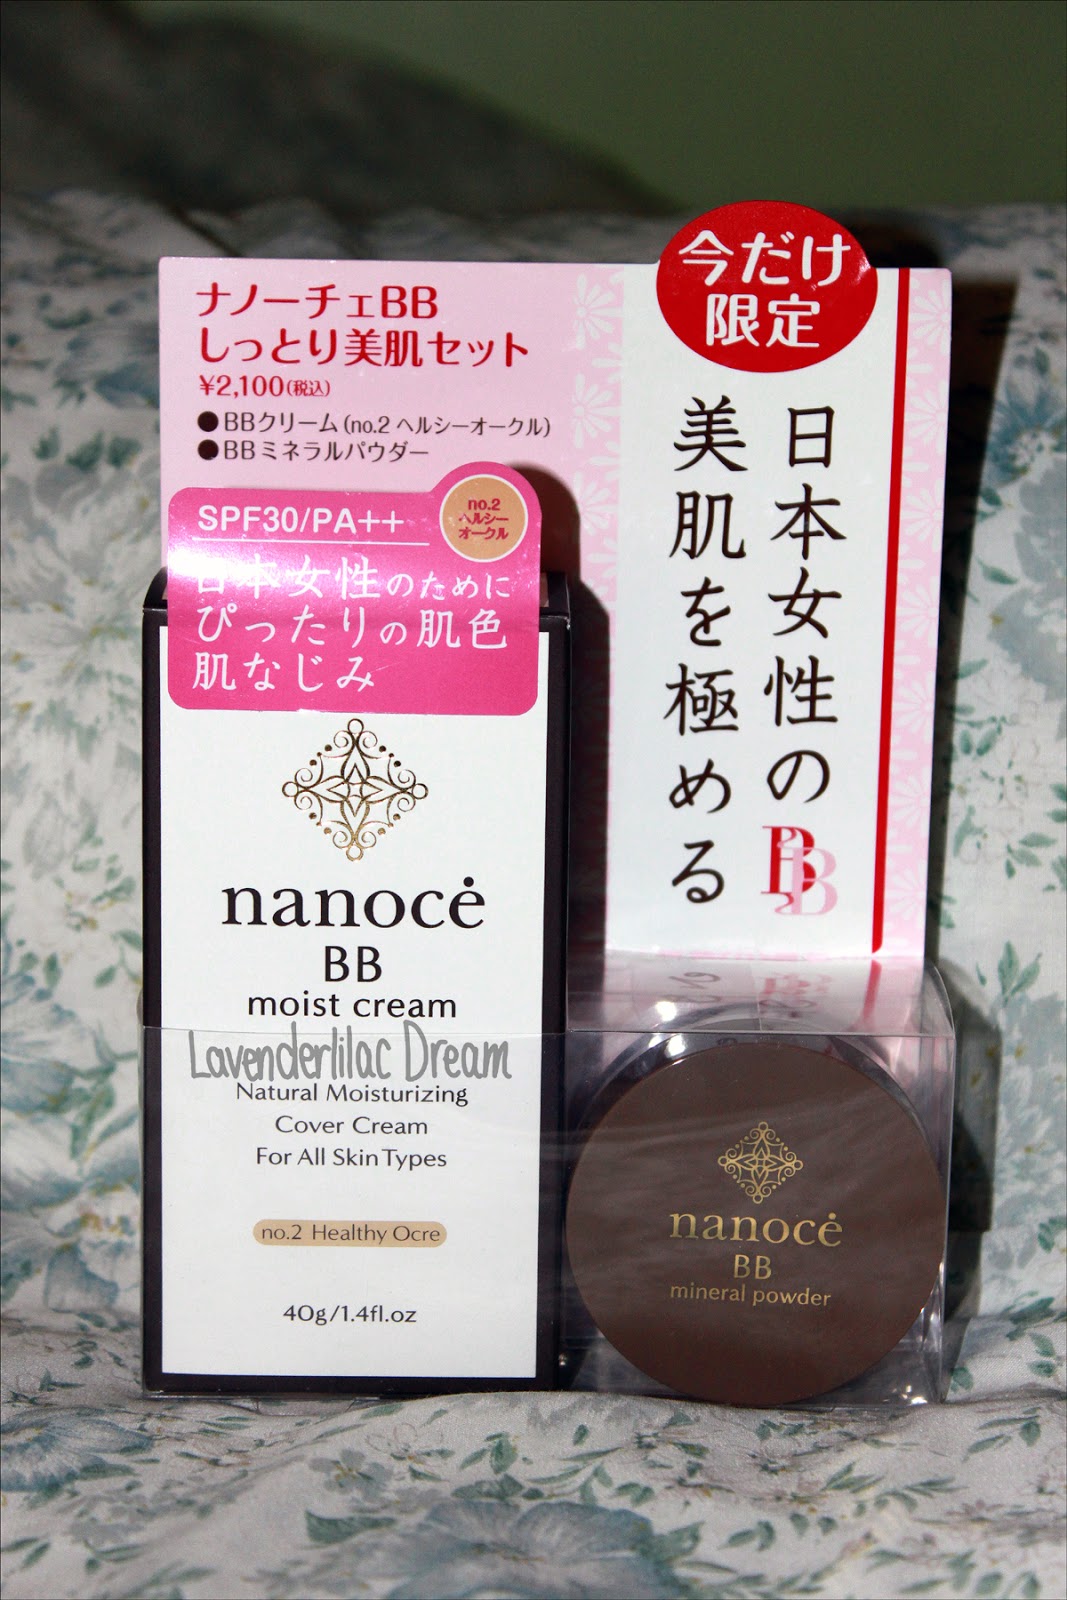 今だけ
限定
ナノーチェBB
しっとり美肌セット
¥2,100(税込)
●BBクリーム(no.2 ヘルシーオークル)
●BBミネラルパウダー
日本女性の
美肌を極める
BB
SPF30/PA++
no.2
ヘルシー
オークル
日本女性のために
ぴったりの肌色
肌なじみ
nanocė
BB
moist cream
Lavenderlilac Dream
Natural Moisturizing
Cover Cream
For All Skin Types
no.2 Healthy Ocre
40g/1.4fl.oz
nanocė
BB
mineral powder